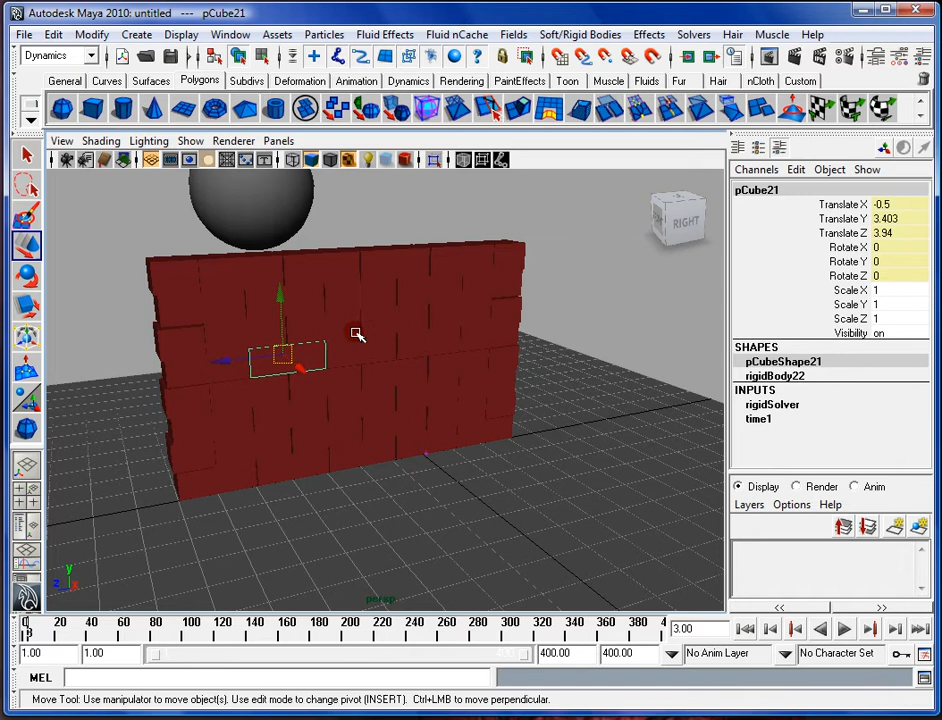 Autodesk Maya 2010: untitled --- pCube21
File Edit Modify Create Display Window Assets Particles Fluid Effects Fluid nCache Fields Soft/Rigid Bodies Effects Solvers Hair Muscle Help
Dynamics
General Curves Surfaces Polygons Subdivs Deformation Animation Dynamics Rendering PaintEffects Toon Muscle Fluids Fur Hair nCloth Custom
View Shading Lighting Show Renderer Panels
Channels Edit Object Show
pCube21
Translate X -0.5
Translate Y 3.403
Translate Z 3.94
Rotate X 0
Rotate Y 0
Rotate Z 0
Scale X 1
Scale Y 1
Scale Z 1
Visibility on
SHAPES
pCubeShape21
rigidBody22
INPUTS
rigidSolver
time1
RIGHT
Display Render Anim
Layers Options Help
y
z x
persp
<< >>
20 40 60 80 100 120 140 160 180 200 220 240 260 280 300 320 340 360 380 4
3.00
1.00 1.00 400.00 400.00 No Anim Layer No Character Set
MEL
Move Tool: Use manipulator to move object(s). Use edit mode to change pivot (INSERT). Ctrl+LMB to move perpendicular.